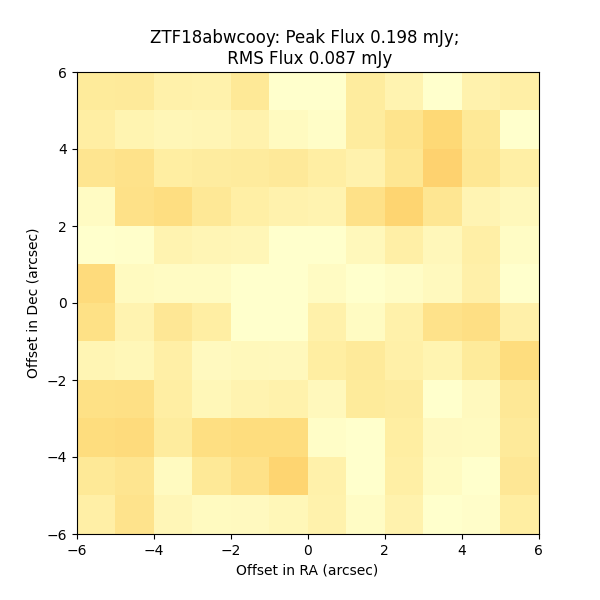 ZTF18abwcooy: Peak Flux 0.198 mJy;
RMS Flux 0.087 mJy
6
4
2
0
−2
−4
−6
Offset in Dec (arcsec)
−6 −4 −2 0 2 4 6
Offset in RA (arcsec)